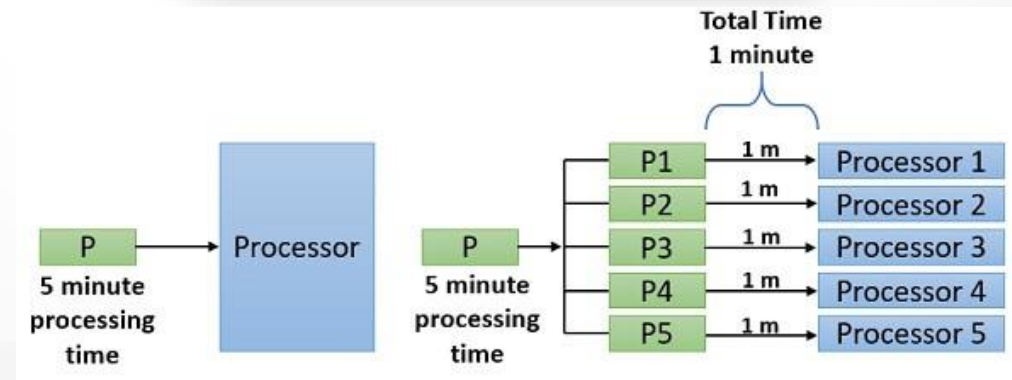 P
5 minute
processing
time
Processor
P
5 minute
processing
time
Total Time
1 minute
P1
1 m
Processor 1
P2
1 m
Processor 2
P3
1 m
Processor 3
P4
1 m
Processor 4
P5
1 m
Processor 5